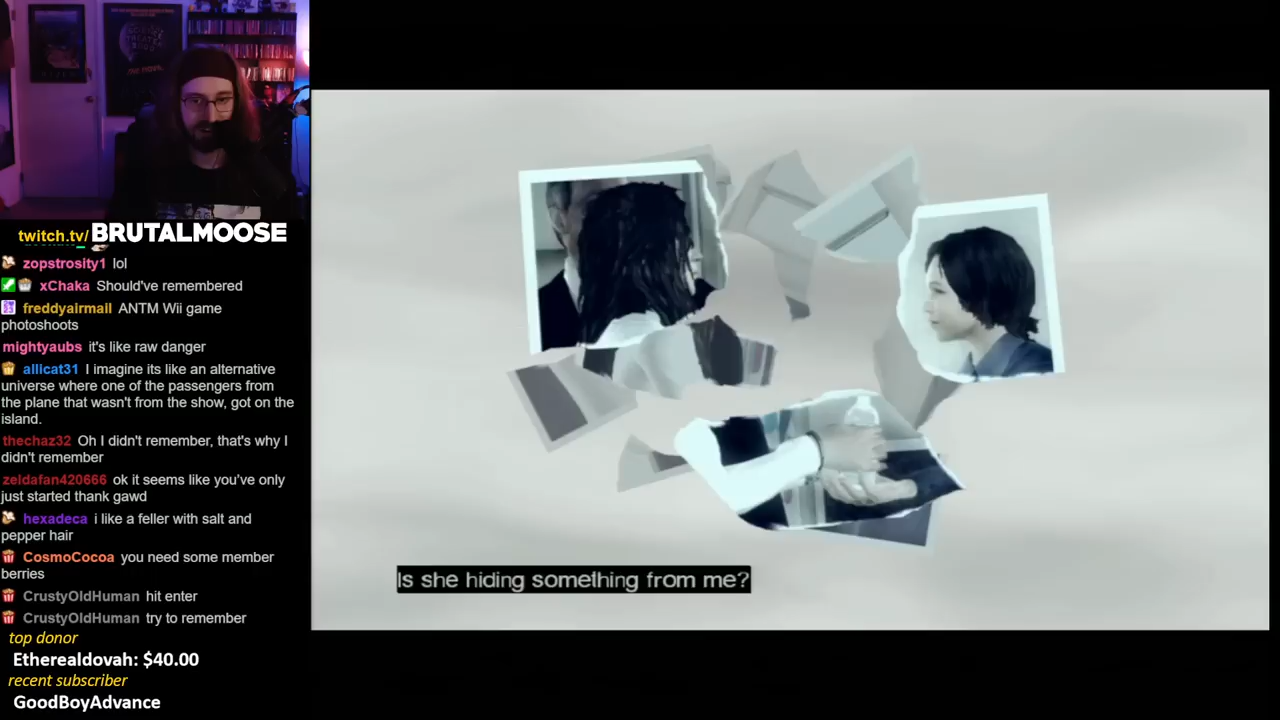 twitch.tv/BRUTALMOOSE
zopstrosity1 lol
xChaka Should've remembered
freddyairmail ANTM Wii game
photoshoots
mightyaubs it's like raw danger
allicat31 I imagine its like an alternative
universe where one of the passengers from
the plane that wasn't from the show, got on the
island.
thechaz32 Oh I didn't remember, that's why I
didn't remember
zeldafan420666 ok it seems like you've only
just started thank gawd
hexadeca i like a feller with salt and
pepper hair
CosmoCocoa you need some member
berries
CrustyOldHuman hit enter
CrustyOldHuman try to remember
top donor
Etherealdovah: $40.00
recent subscriber
GoodBoyAdvance
Is she hiding something from me?